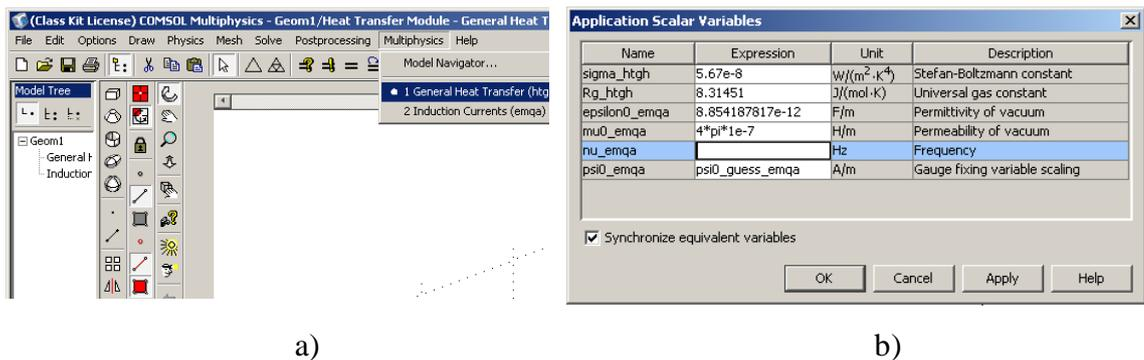 (Class Kit License) COMSOL Multiphysics - Geom1/Heat Transfer Module - General Heat T
File Edit Options Draw Physics Mesh Solve Postprocessing Multiphysics Help
Model Navigator...
1 General Heat Transfer (htg
2 Induction Currents (emqa)
Model Tree
Geom1
General H
Induction
a)
Application Scalar Variables
Name Expression Unit Description
sigma_htgh 5.67e-8 W/(m²·K⁴) Stefan-Boltzmann constant
Rg_htgh 8.31451 J/(mol·K) Universal gas constant
epsilon0_emqa 8.854187817e-12 F/m Permittivity of vacuum
mu0_emqa 4*pi*1e-7 H/m Permeability of vacuum
nu_emqa Hz Frequency
psi0_emqa psi0_guess_emqa A/m Gauge fixing variable scaling
Synchronize equivalent variables
OK Cancel Apply Help
b)